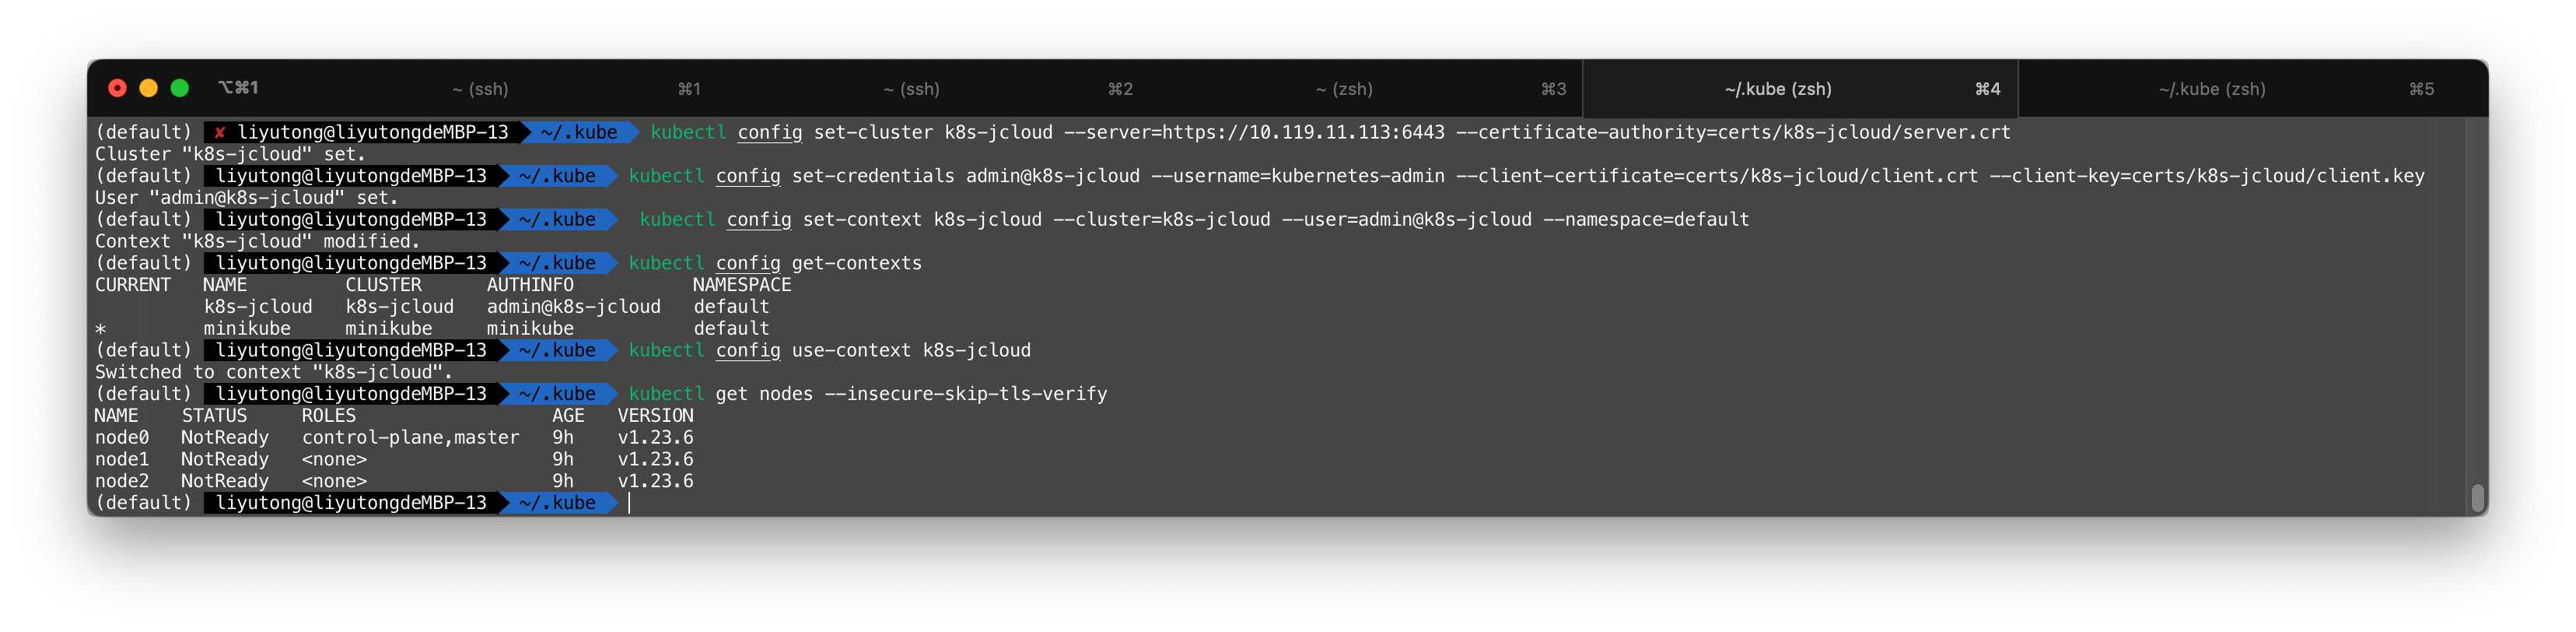 ⌥⌘1 ~ (ssh) ⌘1 ~ (ssh) ⌘2 ~ (zsh) ⌘3 ~/.kube (zsh) ⌘4 ~/.kube (zsh) ⌘5
(default) ✘ liyutong@liyutongdeMBP-13 ~/.kube kubectl config set-cluster k8s-jcloud --server=https://10.119.11.113:6443 --certificate-authority=certs/k8s-jcloud/server.crt
Cluster "k8s-jcloud" set.
(default) liyutong@liyutongdeMBP-13 ~/.kube kubectl config set-credentials admin@k8s-jcloud --username=kubernetes-admin --client-certificate=certs/k8s-jcloud/client.crt --client-key=certs/k8s-jcloud/client.key
User "admin@k8s-jcloud" set.
(default) liyutong@liyutongdeMBP-13 ~/.kube kubectl config set-context k8s-jcloud --cluster=k8s-jcloud --user=admin@k8s-jcloud --namespace=default
Context "k8s-jcloud" modified.
(default) liyutong@liyutongdeMBP-13 ~/.kube kubectl config get-contexts
CURRENT NAME CLUSTER AUTHINFO NAMESPACE
k8s-jcloud k8s-jcloud admin@k8s-jcloud default
* minikube minikube minikube default
(default) liyutong@liyutongdeMBP-13 ~/.kube kubectl config use-context k8s-jcloud
Switched to context "k8s-jcloud".
(default) liyutong@liyutongdeMBP-13 ~/.kube kubectl get nodes --insecure-skip-tls-verify
NAME STATUS ROLES AGE VERSION
node0 NotReady control-plane,master 9h v1.23.6
node1 NotReady <none> 9h v1.23.6
node2 NotReady <none> 9h v1.23.6
(default) liyutong@liyutongdeMBP-13 ~/.kube